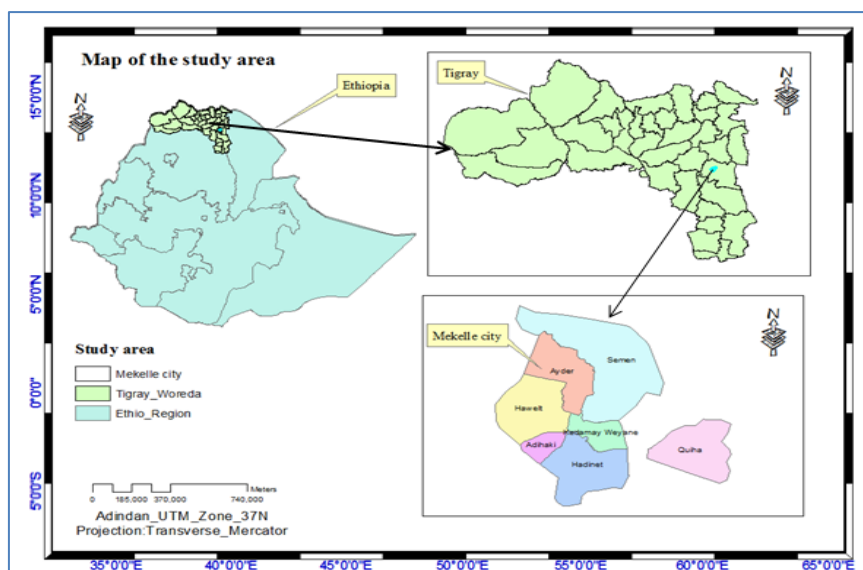 Map of the study area
Ethiopia
Tigray
N
N
N
Mekelle city
Semen
Ayder
Hawelt
Kedamay Weyane
Adihaki
Hadinet
Quiha
Study area
Mekelle city
Tigray_Woreda
Ethio_Region
Meters
0 185,000 370,000 740,000
Adindan_UTM_Zone_37N
Projection:Transverse_Mercator
15°0'0"N
10°0'0"N
5°0'0"N
0°0'0"
5°0'0"S
35°0'0"E 40°0'0"E 45°0'0"E 50°0'0"E 55°0'0"E 60°0'0"E 65°0'0"E